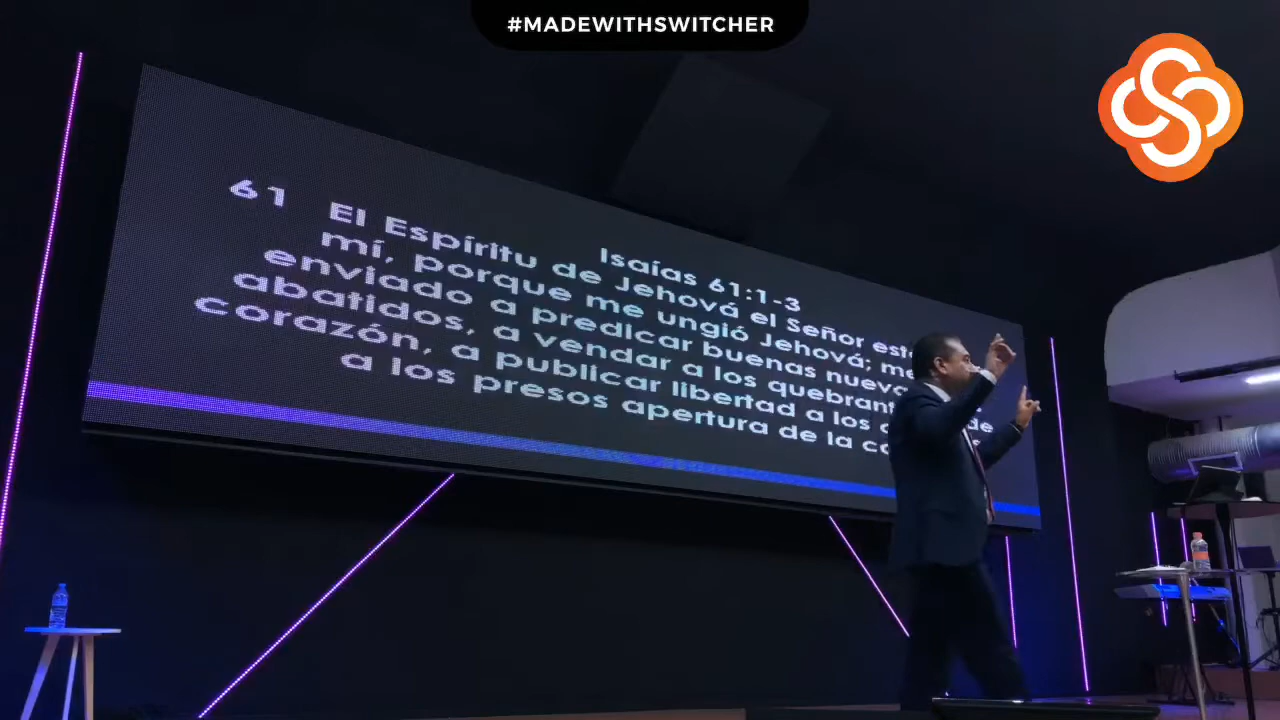 #MADEWITHSWITCHER
Isaías 61:1-3
61 El Espíritu de Jehová el Señor
mí, porque me ungió Jehová; me
enviado a predicar buenas
abatidos, a vendar a los
corazón, a publicar libertad a los
a los presos apertura de la